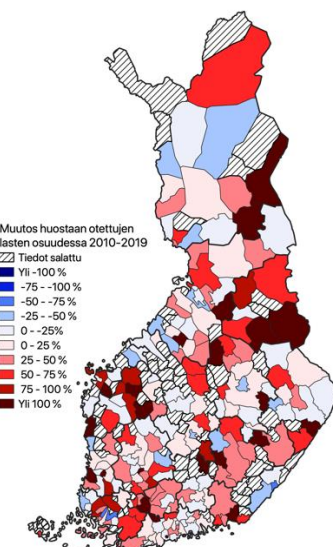 Muutos huostaan otettujen
lasten osuudessa 2010-2019
Tiedot salattu
Yli -100 %
-75 - -100 %
-50 - -75 %
-25 - -50 %
0 - -25%
0 - 25 %
25 - 50 %
50 - 75 %
75 - 100 %
Yli 100 %